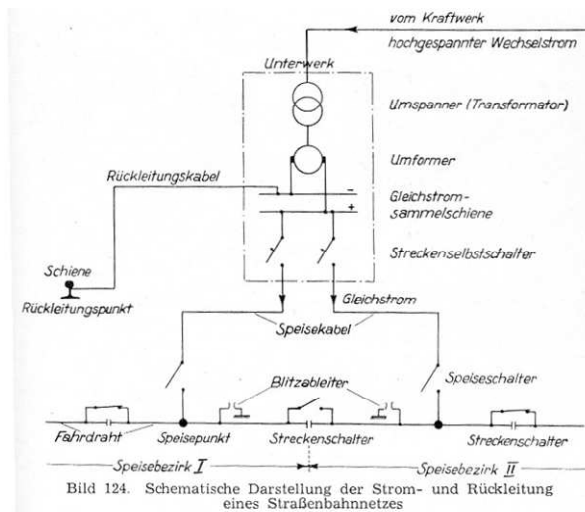 vom Kraftwerk
hochgespannter Wechselstrom
Unterwerk
Umspanner (Transformator)
Umformer
Rückleitungskabel
-
+
Gleichstrom-
sammelschiene
Streckenselbstschalter
Schiene
Rückleitungspunkt
Gleichstrom
Speisekabel
Blitzableiter
Speiseschalter
Fahrdraht
Speisepunkt
Streckenschalter
Streckenschalter
Speisebezirk I
Speisebezirk II
Bild 124. Schematische Darstellung der Strom- und Rückleitung
eines Straßenbahnnetzes